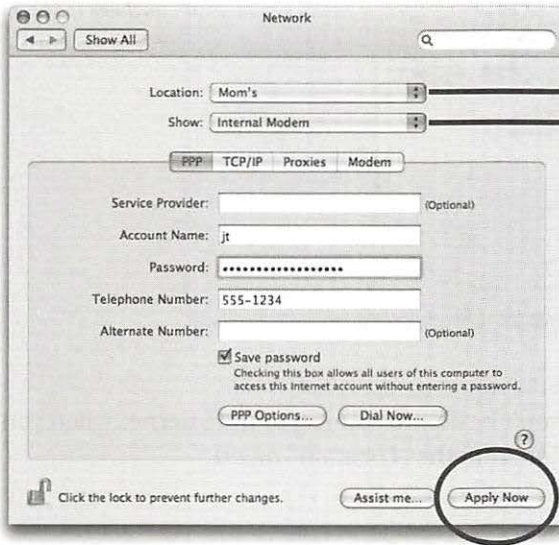 Network
Show All
Location: Mom's
Show: Internal Modem
PPP TCP/IP Proxies Modem
Service Provider: (Optional)
Account Name: jt
Password: ••••••••••••••••••
Telephone Number: 555-1234
Alternate Number: (Optional)
Save password
Checking this box allows all users of this computer to
access this Internet account without entering a password.
PPP Options... Dial Now...
?
Click the lock to prevent further changes. Assist me... Apply Now